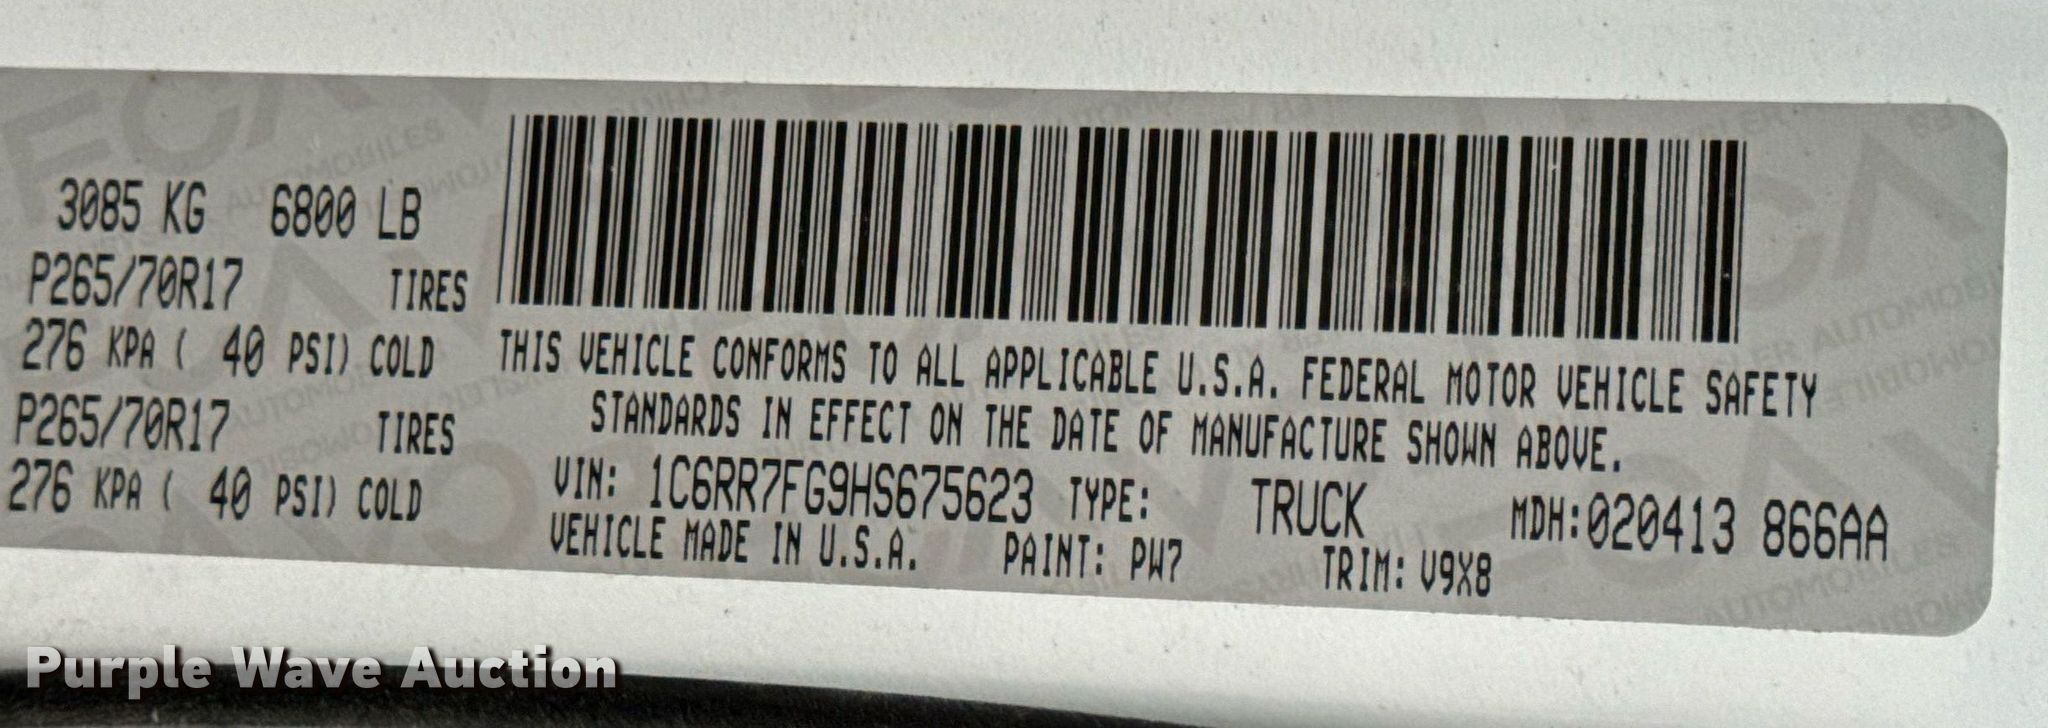 3085 KG 6800 LB
P265/70R17 TIRES
276 KPA ( 40 PSI) COLD
P265/70R17 TIRES
276 KPA ( 40 PSI) COLD
THIS VEHICLE CONFORMS TO ALL APPLICABLE U.S.A. FEDERAL MOTOR VEHICLE SAFETY
STANDARDS IN EFFECT ON THE DATE OF MANUFACTURE SHOWN ABOVE.
VIN: 1C6RR7FG9HS675623 TYPE: TRUCK MDH:020413 866AA
VEHICLE MADE IN U.S.A. PAINT: PW7 TRIM: V9X8
Purple Wave Auction